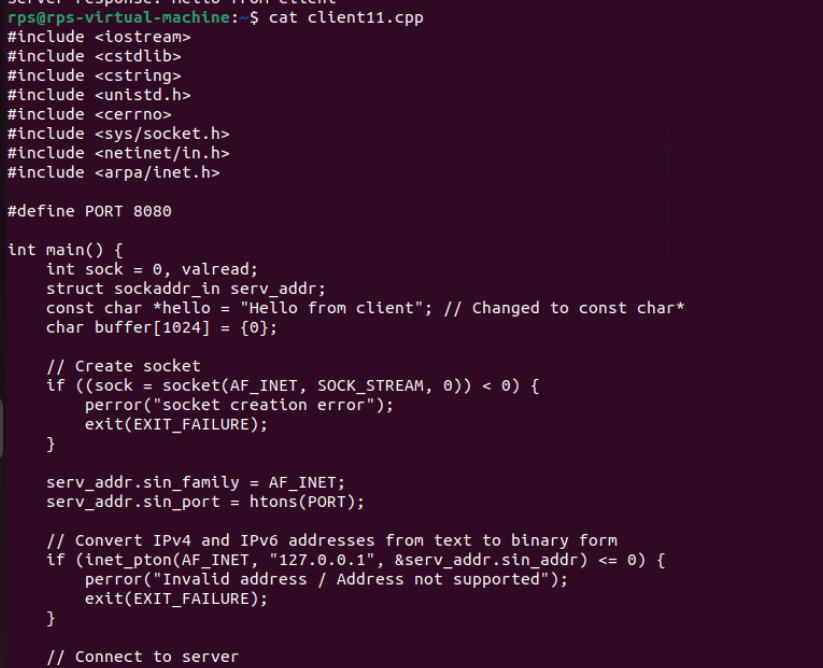 server response: Hello from client
rps@rps-virtual-machine:~$ cat client11.cpp
#include <iostream>
#include <cstdlib>
#include <cstring>
#include <unistd.h>
#include <cerrno>
#include <sys/socket.h>
#include <netinet/in.h>
#include <arpa/inet.h>

#define PORT 8080

int main() {
    int sock = 0, valread;
    struct sockaddr_in serv_addr;
    const char *hello = "Hello from client"; // Changed to const char*
    char buffer[1024] = {0};

    // Create socket
    if ((sock = socket(AF_INET, SOCK_STREAM, 0)) < 0) {
        perror("socket creation error");
        exit(EXIT_FAILURE);
    }

    serv_addr.sin_family = AF_INET;
    serv_addr.sin_port = htons(PORT);

    // Convert IPv4 and IPv6 addresses from text to binary form
    if (inet_pton(AF_INET, "127.0.0.1", &serv_addr.sin_addr) <= 0) {
        perror("Invalid address / Address not supported");
        exit(EXIT_FAILURE);
    }

    // Connect to server